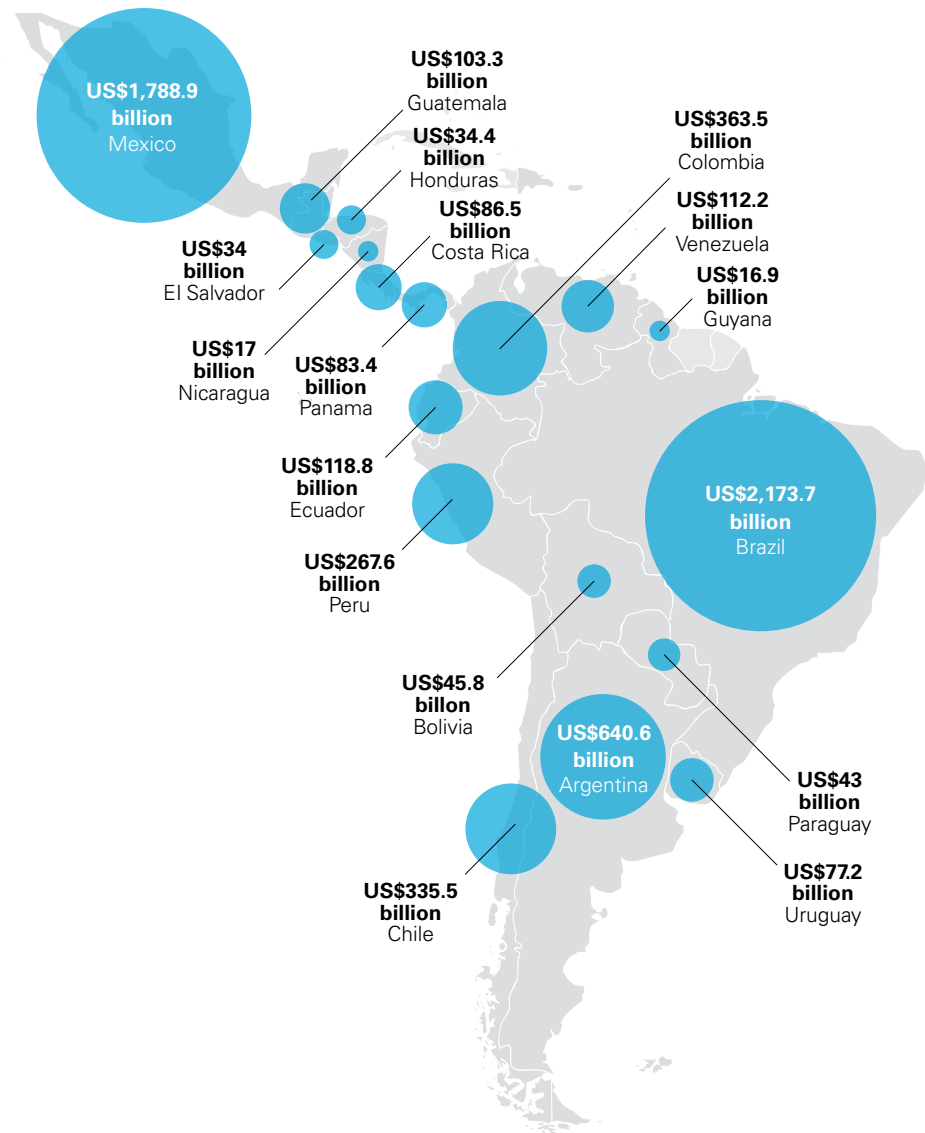 US$1,788.9
billion
Mexico
US$103.3
billion
Guatemala
US$34.4
billion
Honduras
US$363.5
billion
Colombia
US$86.5
billion
Costa Rica
US$112.2
billion
Venezuela
US$34
billion
El Salvador
US$16.9
billion
Guyana
US$17
billion
Nicaragua
US$83.4
billion
Panama
US$118.8
billion
Ecuador
US$2,173.7
billion
Brazil
US$267.6
billion
Peru
US$45.8
billon
Bolivia
US$640.6
billion
Argentina
US$43
billion
Paraguay
US$77.2
billion
Uruguay
US$335.5
billion
Chile